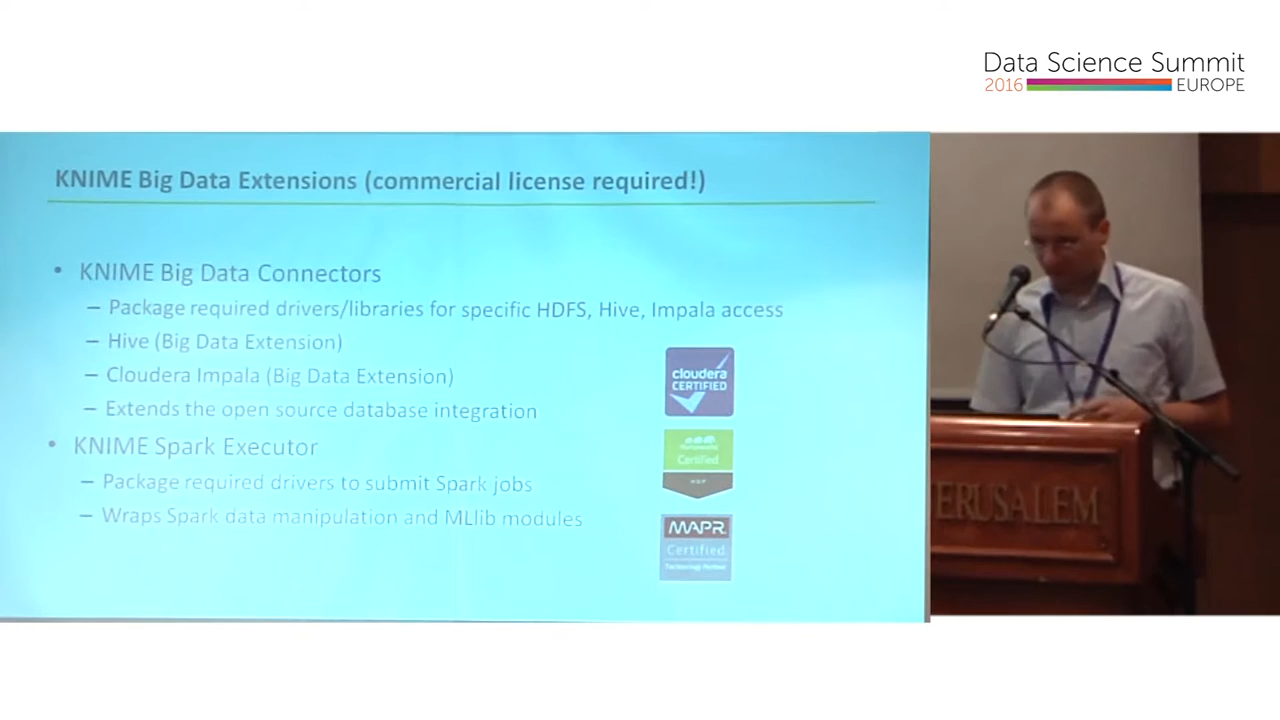 Data Science Summit
2016 EUROPE
KNIME Big Data Extensions (commercial license required!)
• KNIME Big Data Connectors
– Package required drivers/libraries for specific HDFS, Hive, Impala access
– Hive (Big Data Extension)
– Cloudera Impala (Big Data Extension)
– Extends the open source database integration
• KNIME Spark Executor
– Package required drivers to submit Spark jobs
– Wraps Spark data manipulation and MLlib modules
cloudera
CERTIFIED
Certified
HDP
MAPR
Certified
Technology Partner
JERUSALEM